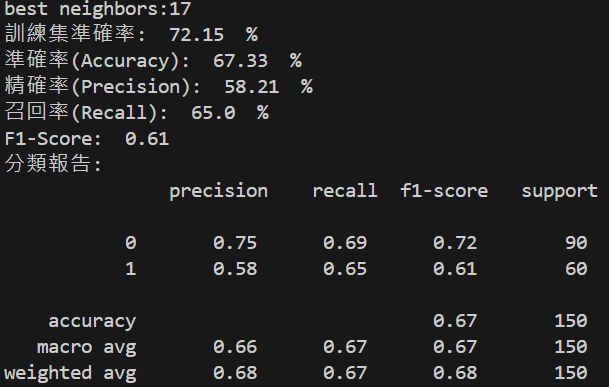 best neighbors:17
訓練集準確率:  72.15  %
準確率(Accuracy):  67.33  %
精確率(Precision):  58.21  %
召回率(Recall):  65.0  %
F1-Score:  0.61
分類報告:
              precision    recall  f1-score   support
           0       0.75      0.69      0.72        90
           1       0.58      0.65      0.61        60
    accuracy                           0.67       150
   macro avg       0.66      0.67      0.67       150
weighted avg       0.68      0.67      0.68       150